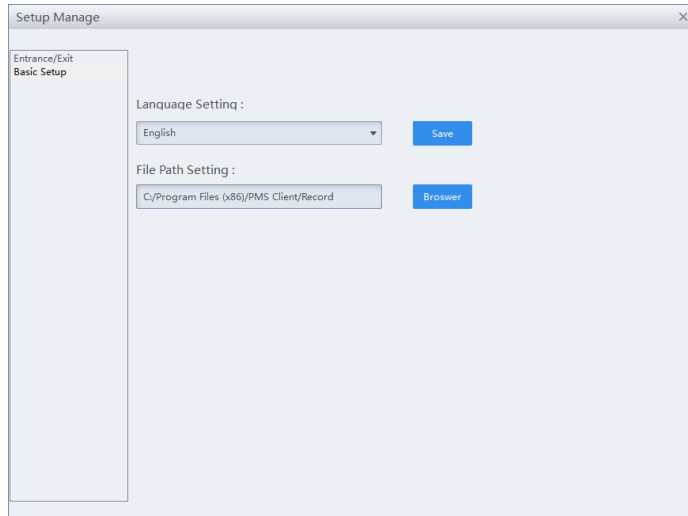 Setup Manage
Entrance/Exit
Basic Setup
Language Setting :
English
Save
File Path Setting :
C:/Program Files (x86)/PMS Client/Record
Broswer